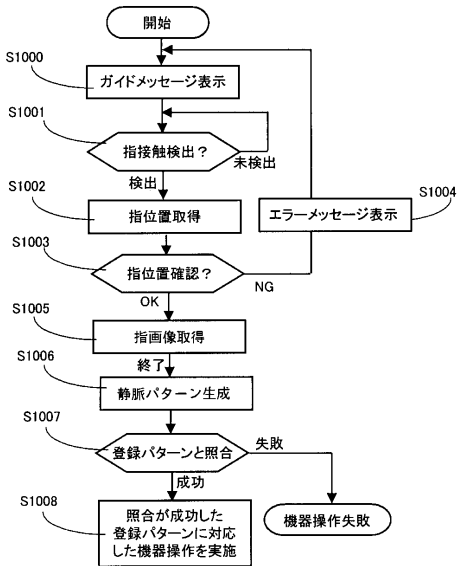 開始
S1000
ガイドメッセージ表示
S1001
指接触検出?
未検出
検出
S1002
指位置取得
S1004
エラーメッセージ表示
S1003
指位置確認?
NG
OK
S1005
指画像取得
終了
S1006
静脈パターン生成
S1007
登録パターンと照合
失敗
成功
S1008
照合が成功した
登録パターンに対応
した機器操作を実施
機器操作失敗